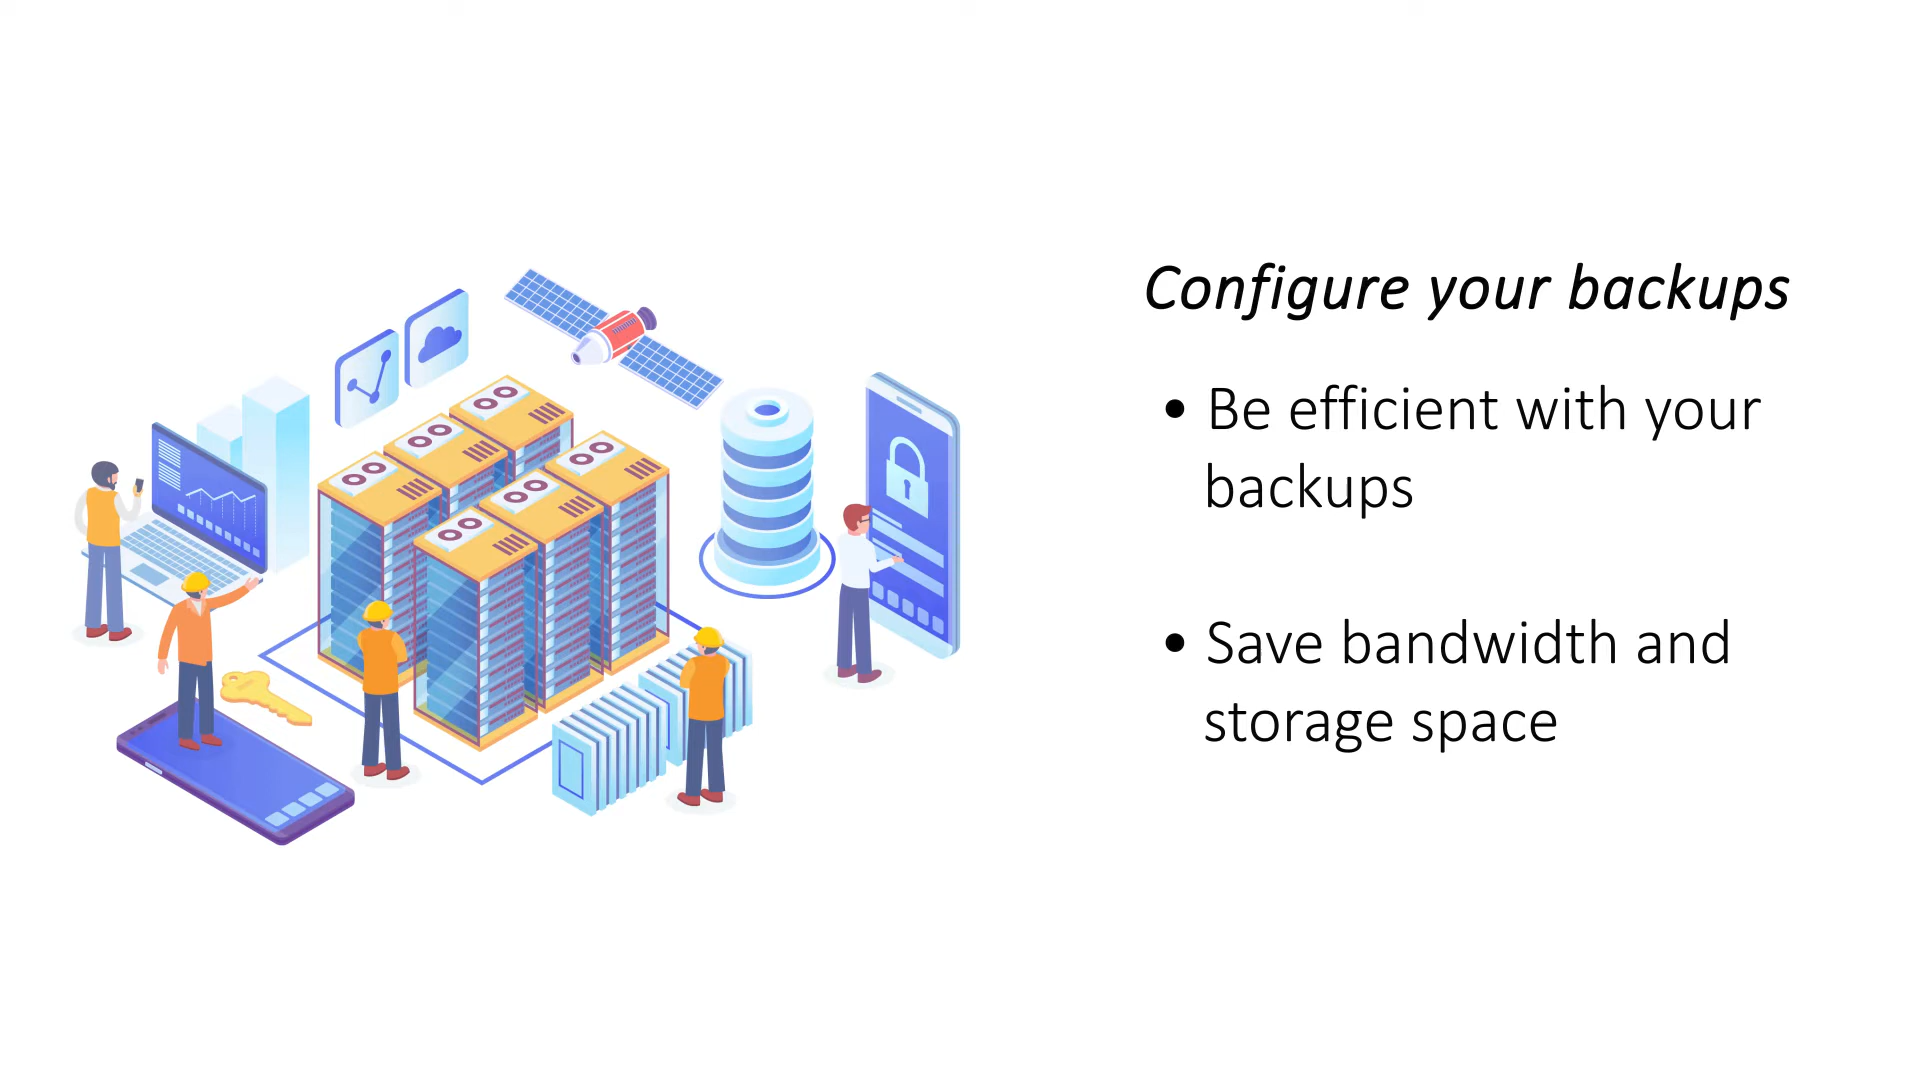 Configure your backups
• Be efficient with your
backups
• Save bandwidth and
storage space